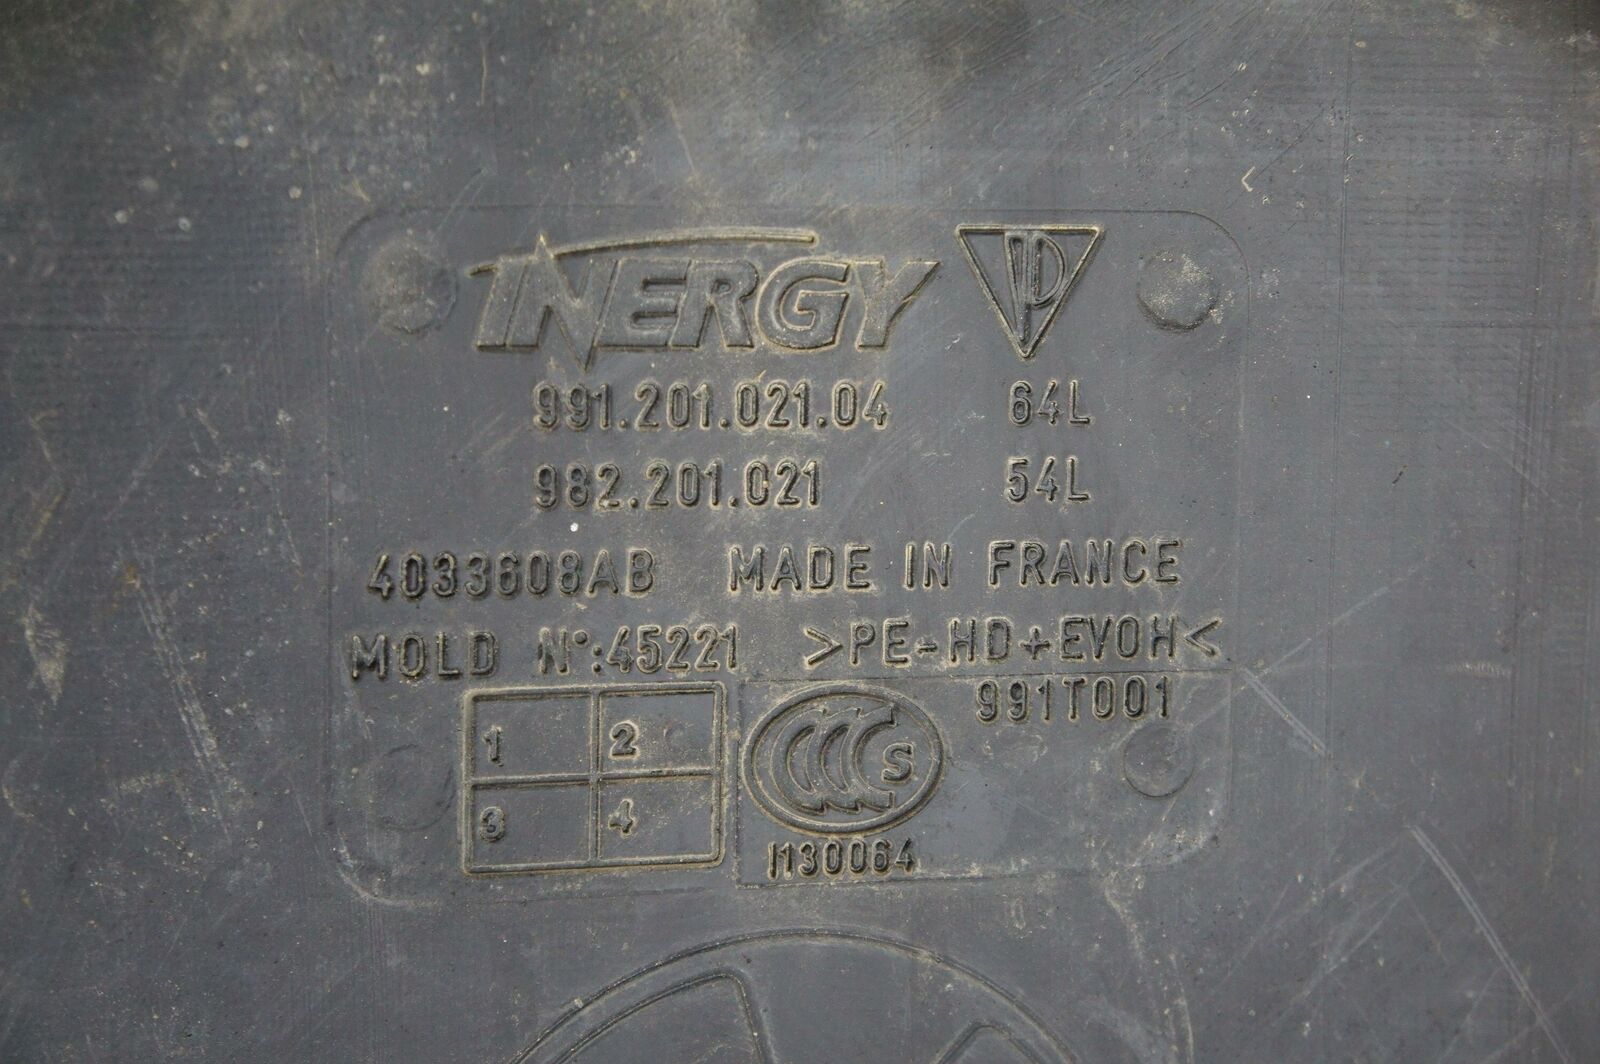 INERGY P
991.201.021.04 64L
982.201.021 54L
4033608AB MADE IN FRANCE
MOLD N°:45221 >PE-HD+EVOH<
991T001
1 2
CCC S
3 4
I130064